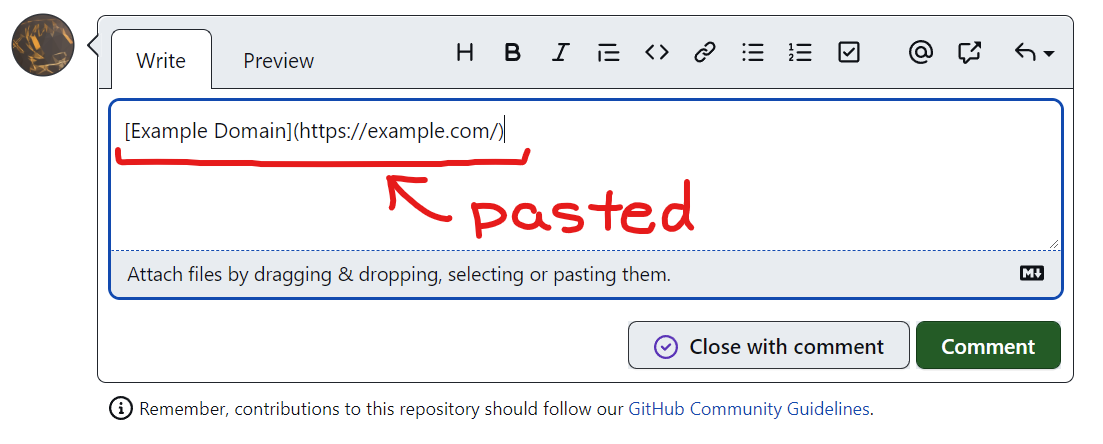 Write Preview H B I @
[Example Domain](https://example.com/)
pasted
Attach files by dragging & dropping, selecting or pasting them. M↓
Close with comment Comment
Remember, contributions to this repository should follow our GitHub Community Guidelines.